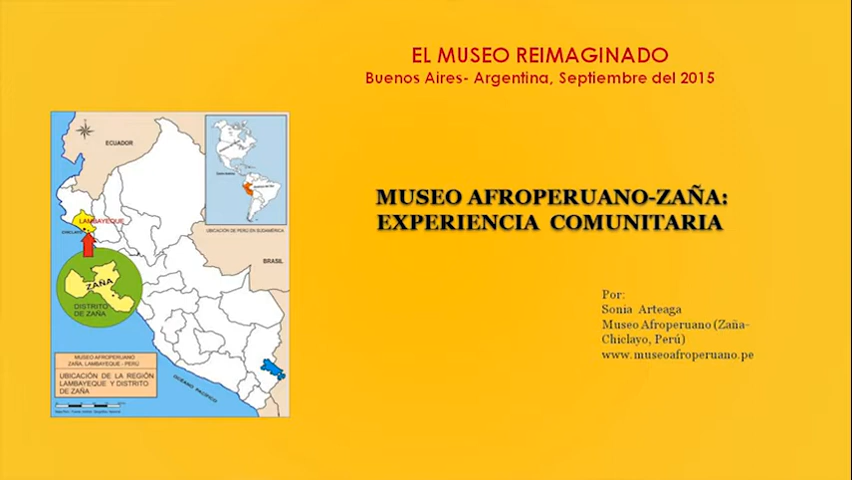 EL MUSEO REIMAGINADO
Buenos Aires- Argentina, Septiembre del 2015
MUSEO AFROPERUANO-ZAÑA:
EXPERIENCIA COMUNITARIA
Por:
Sonia Arteaga
Museo Afroperuano (Zaña-
Chiclayo, Perú)
www.museoafroperuano.pe
ECUADOR
UBICACIÓN DE PERÚ EN SUDAMÉRICA
LAMBAYEQUE
CHICLAYO
BRASIL
ZAÑA
DISTRITO
DE ZAÑA
MUSEO AFROPERUANO
ZAÑA, LAMBAYEQUE - PERÚ
UBICACIÓN DE LA REGIÓN
LAMBAYEQUE Y DISTRITO
DE ZAÑA
OCEANO PACIFICO